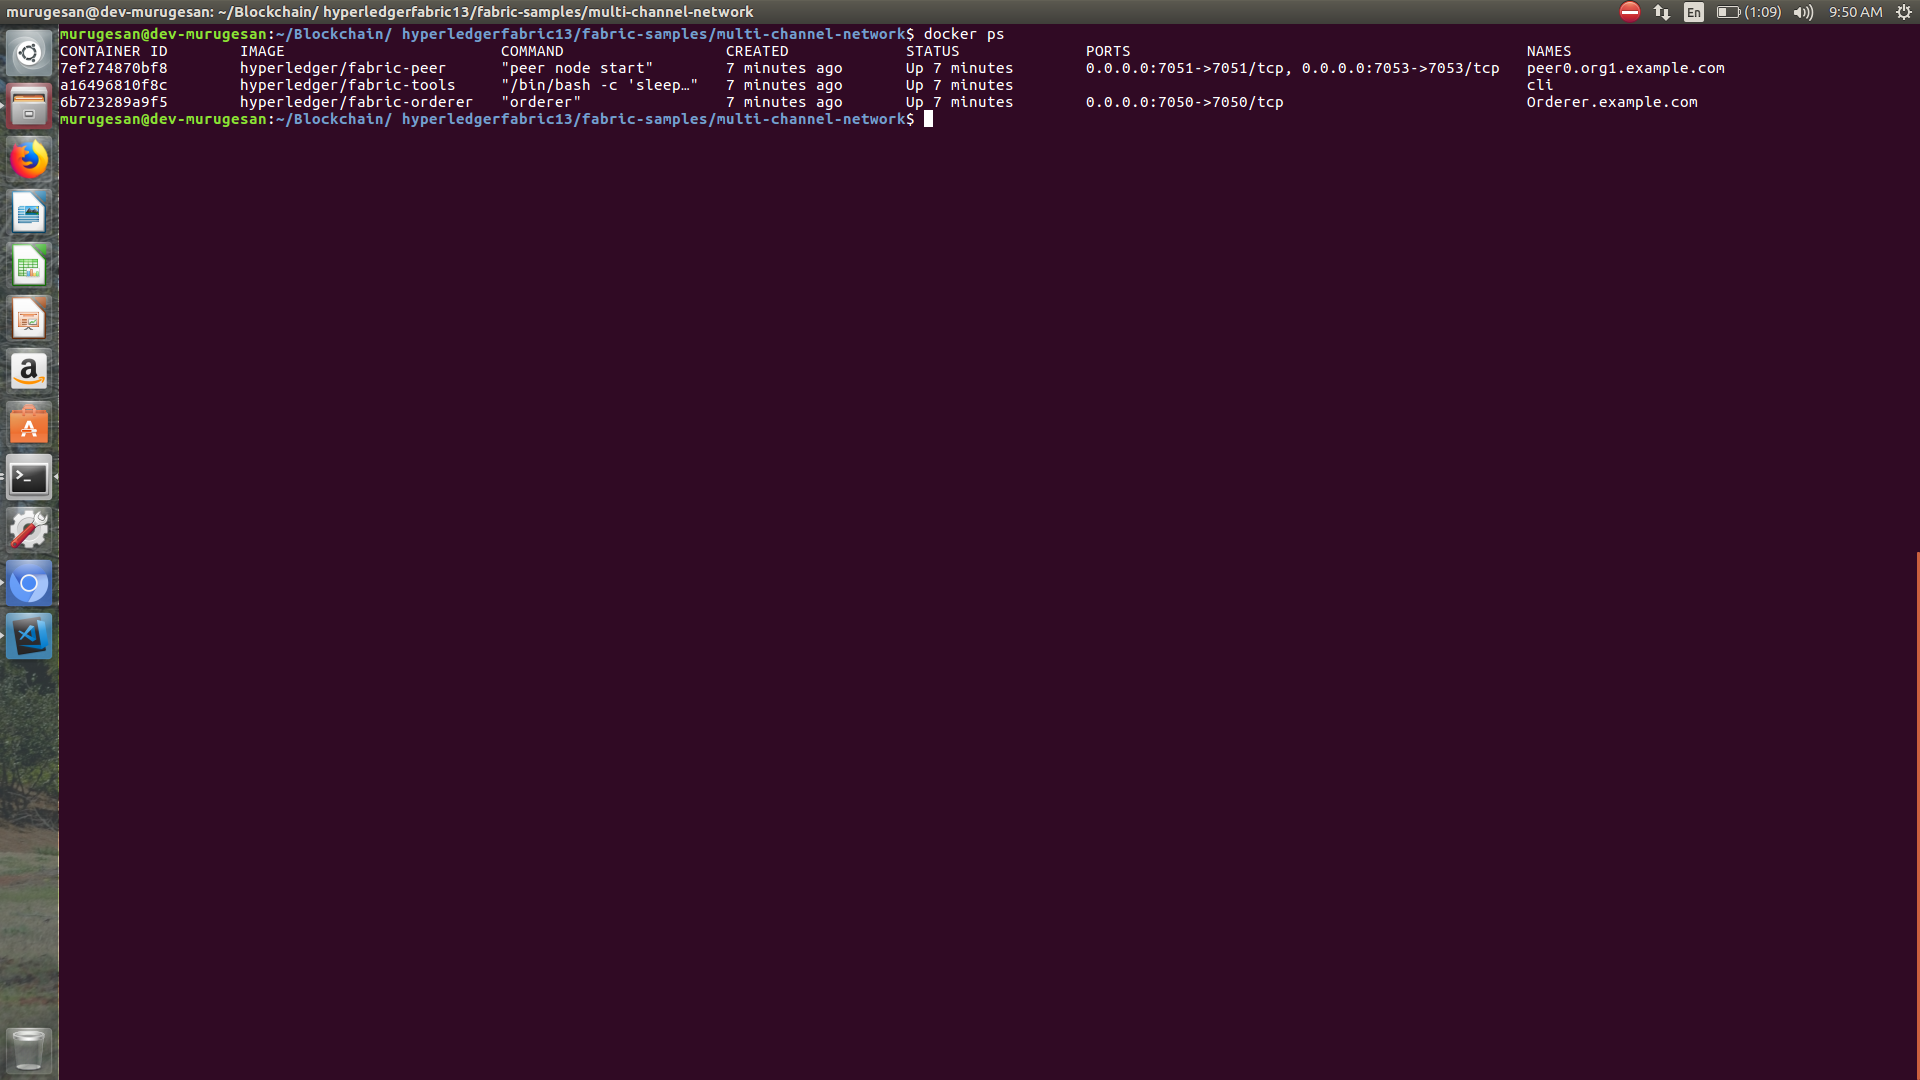 murugesan@dev-murugesan: ~/Blockchain/ hyperledgerfabric13/fabric-samples/multi-channel-network En (1:09) 9:50 AM
murugesan@dev-murugesan:~/Blockchain/ hyperledgerfabric13/fabric-samples/multi-channel-network$ docker ps
CONTAINER ID IMAGE COMMAND CREATED STATUS PORTS NAMES
7ef274870bf8 hyperledger/fabric-peer "peer node start" 7 minutes ago Up 7 minutes 0.0.0.0:7051->7051/tcp, 0.0.0.0:7053->7053/tcp peer0.org1.example.com
a16496810f8c hyperledger/fabric-tools "/bin/bash -c 'sleep…" 7 minutes ago Up 7 minutes cli
6b723289a9f5 hyperledger/fabric-orderer "orderer" 7 minutes ago Up 7 minutes 0.0.0.0:7050->7050/tcp Orderer.example.com
murugesan@dev-murugesan:~/Blockchain/ hyperledgerfabric13/fabric-samples/multi-channel-network$